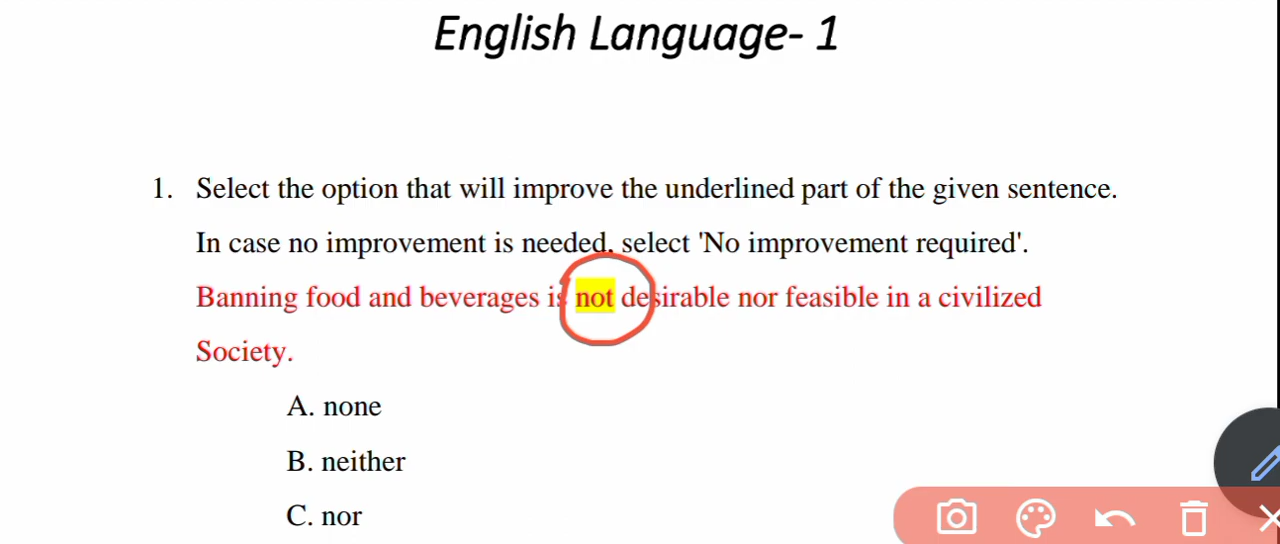 English Language- 1
1. Select the option that will improve the underlined part of the given sentence.
In case no improvement is needed, select 'No improvement required'.
Banning food and beverages is not desirable nor feasible in a civilized
Society.
A. none
B. neither
C. nor